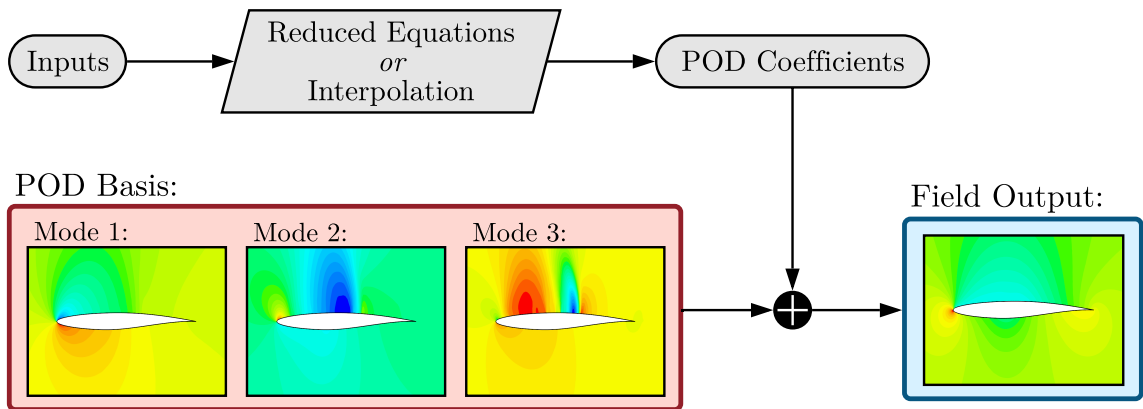 Inputs
Reduced Equations
or
Interpolation
POD Coefficients
POD Basis:
Mode 1:
Mode 2:
Mode 3:
Field Output: